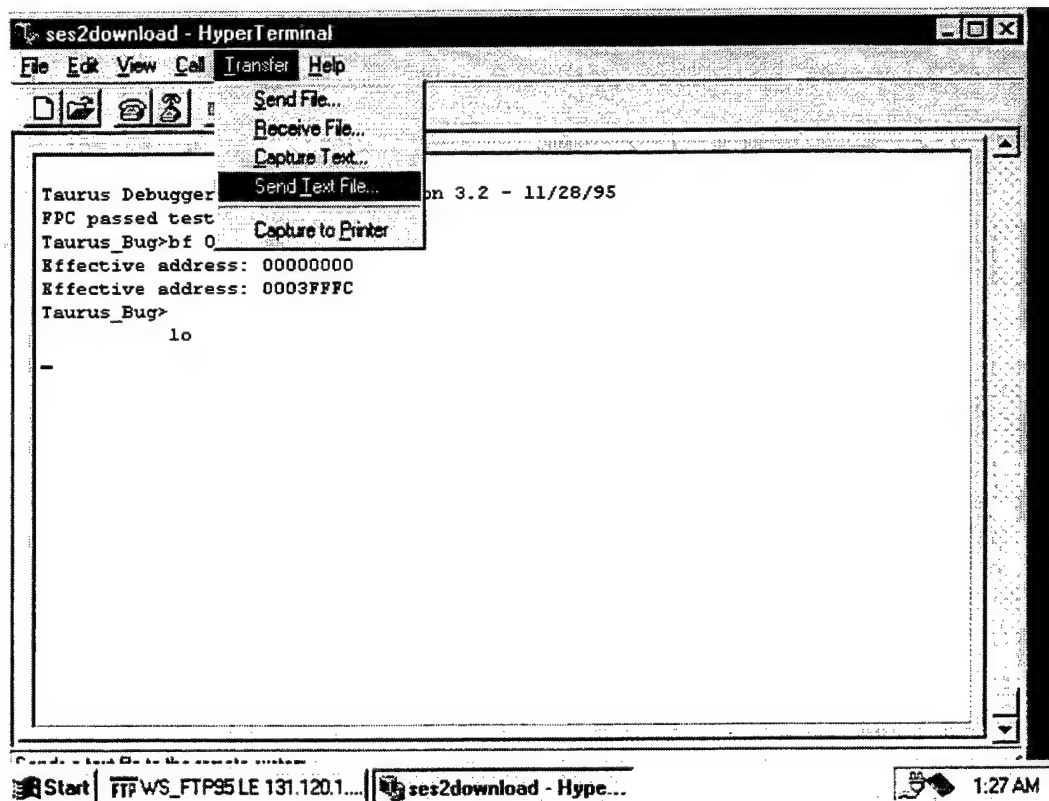 ses2download - HyperTerminal
File Edit View Call Transfer Help
Send File...
Receive File...
Capture Text...
Send Text File...
Capture to Printer
Taurus Debugger on 3.2 - 11/28/95
FPC passed test
Taurus_Bug>bf 0
Effective address: 00000000
Effective address: 0003FFFC
Taurus_Bug>
lo
Start FTP WS_FTP95 LE 131.120.1.... ses2download - Hype... 1:27 AM